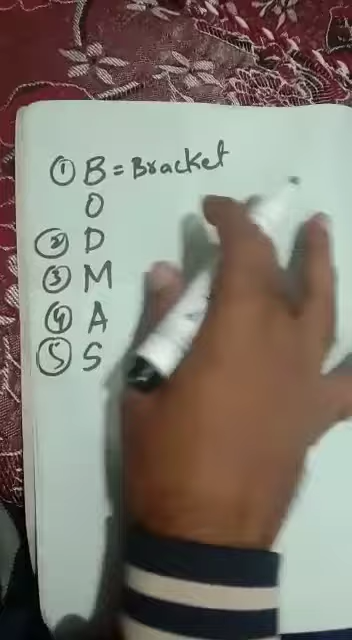 ① B = Bracket
O
② D
③ M
④ A
⑤ S